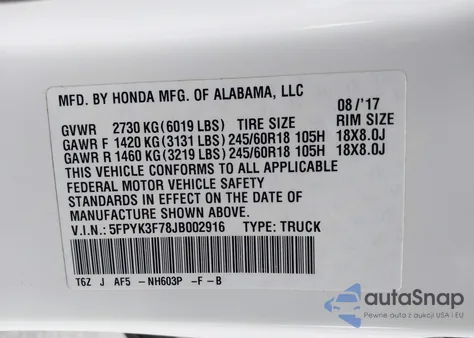 MFD. BY HONDA MFG. OF ALABAMA, LLC
08/'17
GVWR 2730 KG(6019 LBS) TIRE SIZE RIM SIZE
GAWR F 1420 KG(3131 LBS) 245/60R18 105H 18X8.0J
GAWR R 1460 KG(3219 LBS) 245/60R18 105H 18X8.0J
THIS VEHICLE CONFORMS TO ALL APPLICABLE
FEDERAL MOTOR VEHICLE SAFETY
STANDARDS IN EFFECT ON THE DATE OF
MANUFACTURE SHOWN ABOVE.
V.I.N.: 5FPYK3F78JB002916 TYPE: TRUCK
T6Z J AF5 -NH603P -F -B
autoSnap
Pewne auta z aukcji USA i EU